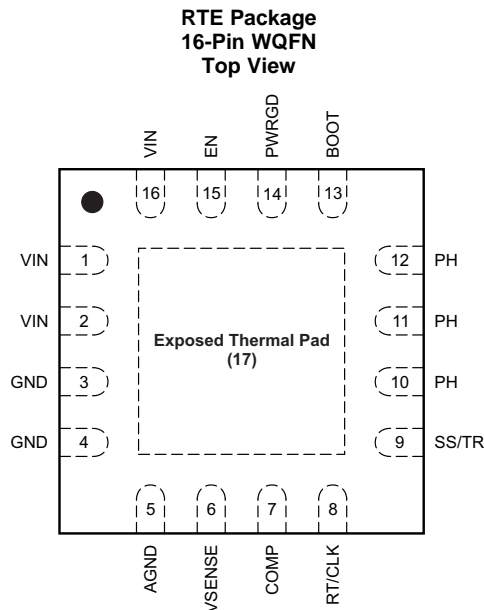 RTE Package
16-Pin WQFN
Top View
VIN
EN
PWRGD
BOOT
16
15
14
13
VIN
1
12
PH
VIN
2
11
PH
Exposed Thermal Pad
(17)
GND
3
10
PH
GND
4
9
SS/TR
5
6
7
8
AGND
VSENSE
COMP
RT/CLK